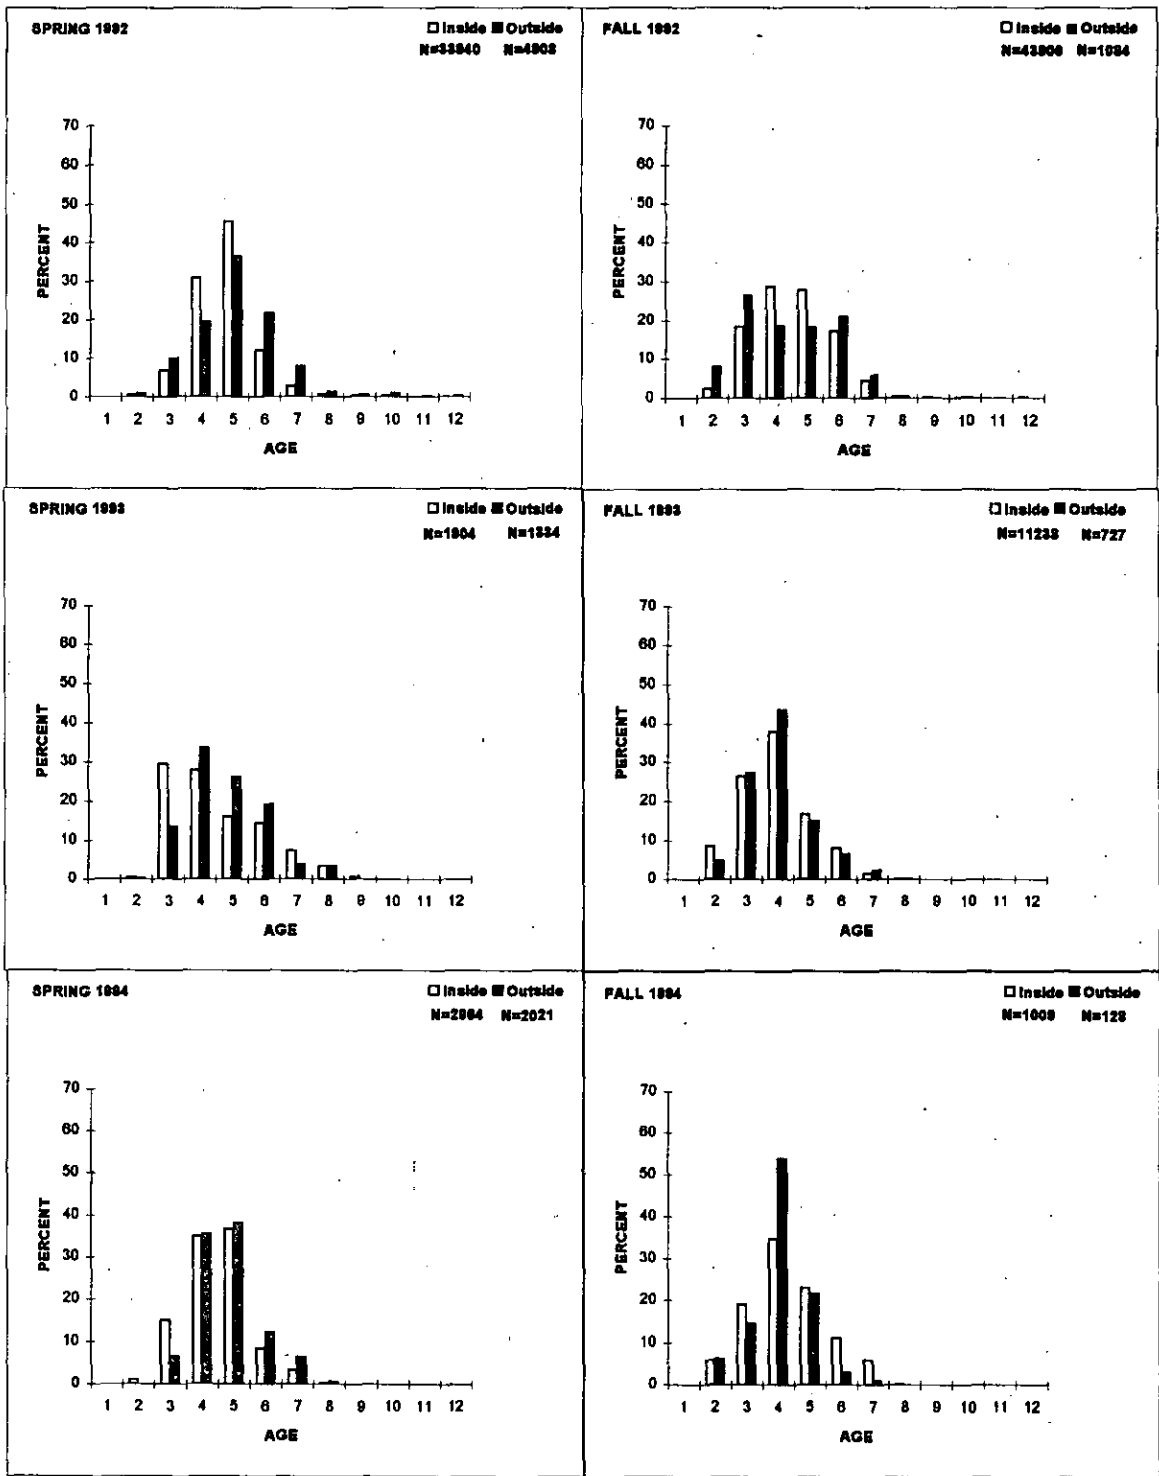 SPRING 1992
□ Inside ■ Outside
70
60
50
40
30
20
10
0
PERCENT
1 2 3 4 5 6 7 8 9 10 11 12
AGE
FALL 1992
□ Inside ■ Outside
70
60
50
40
30
20
10
0
PERCENT
1 2 3 4 5 6 7 8 9 10 11 12
AGE
SPRING 1993
□ Inside ■ Outside
N=1904 N=1334
70
60
50
40
30
20
10
0
PERCENT
1 2 3 4 5 6 7 8 9 10 11 12
AGE
FALL 1993
□ Inside ■ Outside
N=11238 N=727
70
60
50
40
30
20
10
0
PERCENT
1 2 3 4 5 6 7 8 9 10 11 12
AGE
SPRING 1994
□ Inside ■ Outside
N=2021
70
60
50
40
30
20
10
0
PERCENT
1 2 3 4 5 6 7 8 9 10 11 12
AGE
FALL 1994
□ Inside ■ Outside
N=1009 N=128
70
60
50
40
30
20
10
0
PERCENT
1 2 3 4 5 6 7 8 9 10 11 12
AGE